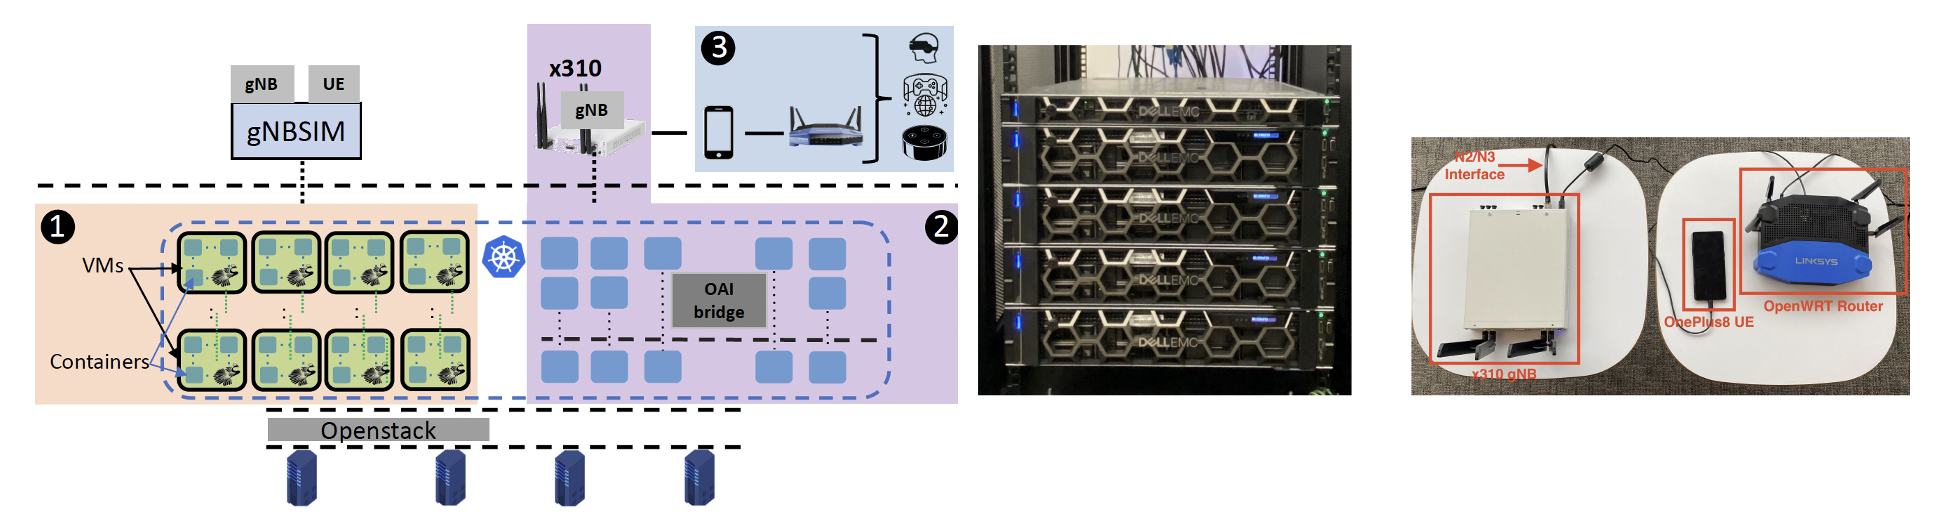 gNB
UE
gNBSIM
x310
gNB
3
1
2
VMs
Containers
OAI
bridge
Openstack
DELLEMC
DELLEMC
DELLEMC
DELLEMC
DELLEMC
N2/N3
Interface
x310 gNB
OnePlus8 UE
LINKSYS
OpenWRT Router